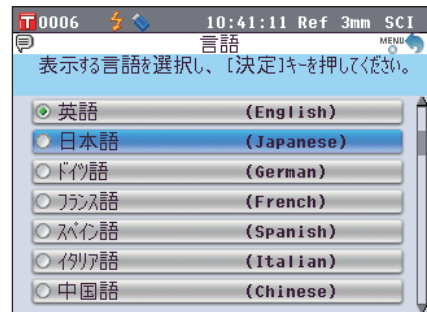 T0006 10:41:11 Ref 3mm SCI
言語 MENU
表示する言語を選択し、［決定］キーを押してください。
英語 (English)
日本語 (Japanese)
ドイツ語 (German)
フランス語 (French)
スペイン語 (Spanish)
イタリア語 (Italian)
中国語 (Chinese)